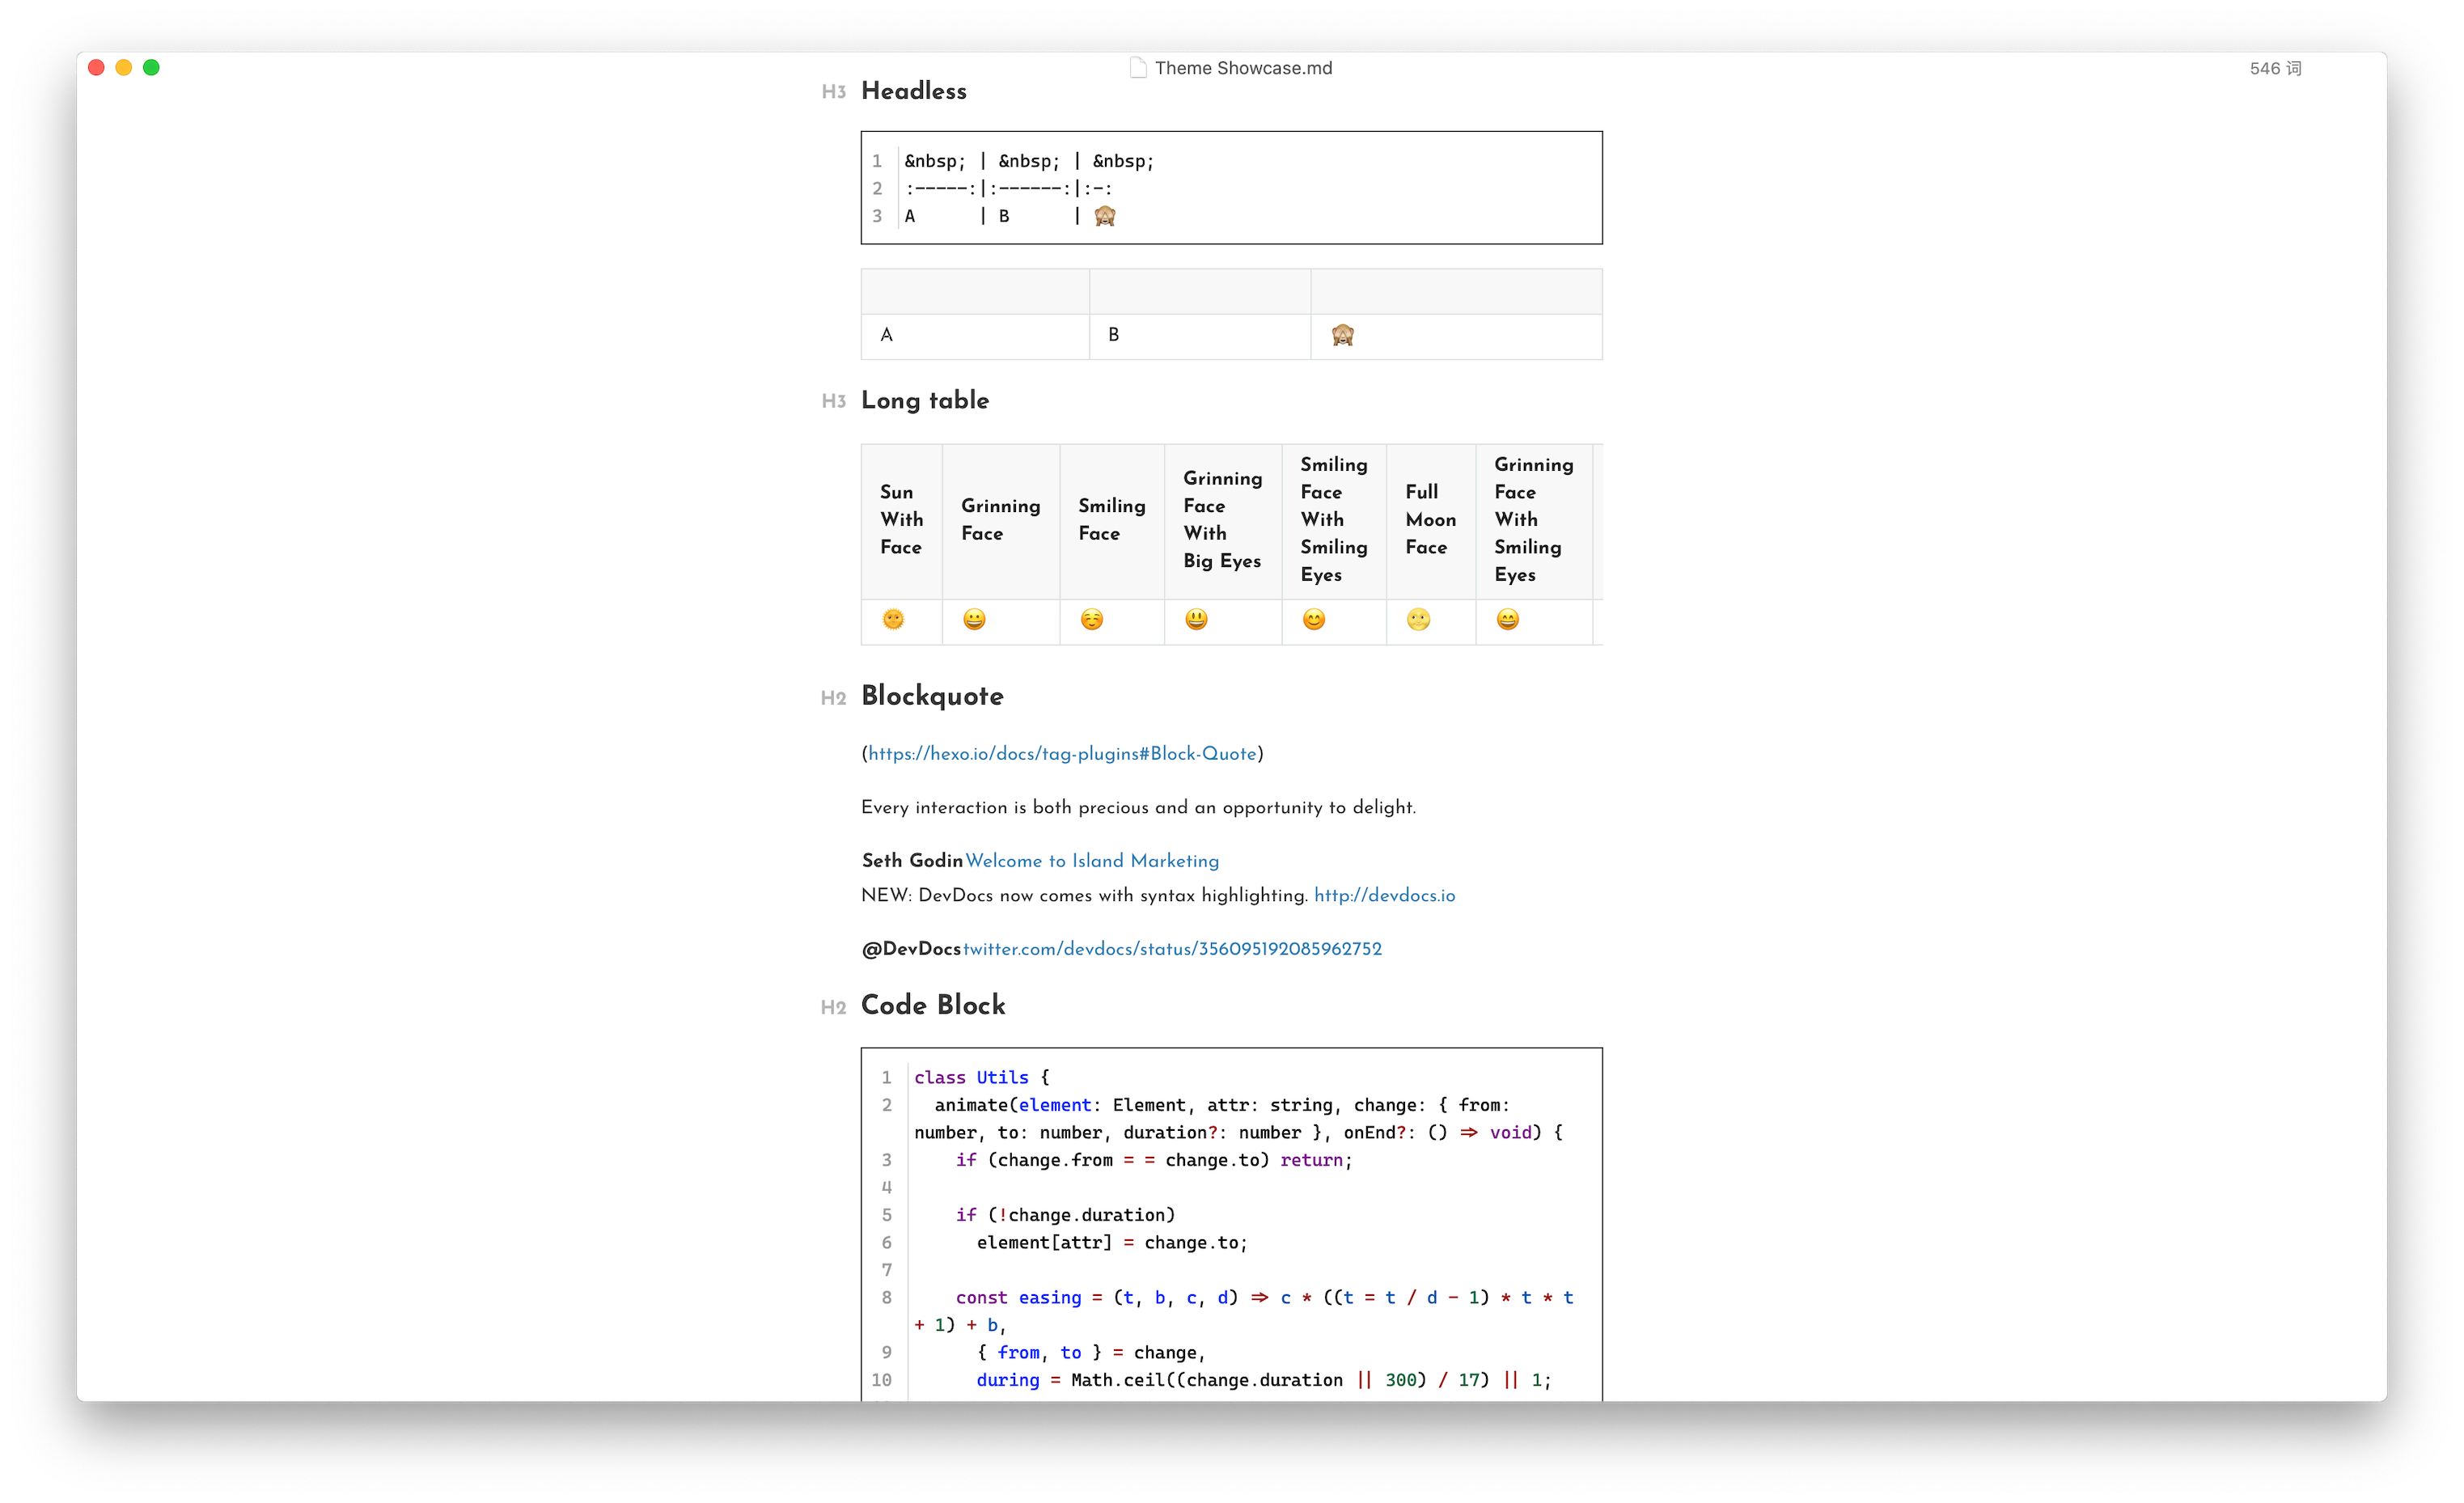 Theme Showcase.md
546 词
H3 Headless
1 &nbsp; | &nbsp; | &nbsp;
2 :-----:|:------:|:-:
3 A      | B      | 🙈
A B 🙈
H3 Long table
Sun With Face
Grinning Face
Smiling Face
Grinning Face With Big Eyes
Smiling Face With Smiling Eyes
Full Moon Face
Grinning Face With Smiling Eyes
🌞 😀 ☺️ 😃 😊 🌝 😄
H2 Blockquote
(https://hexo.io/docs/tag-plugins#Block-Quote)
Every interaction is both precious and an opportunity to delight.
Seth GodinWelcome to Island Marketing
NEW: DevDocs now comes with syntax highlighting. http://devdocs.io
@DevDocstwitter.com/devdocs/status/356095192085962752
H2 Code Block
1 class Utils {
2   animate(element: Element, attr: string, change: { from:
number, to: number, duration?: number }, onEnd?: () => void) {
3     if (change.from = = change.to) return;
4
5     if (!change.duration)
6       element[attr] = change.to;
7
8     const easing = (t, b, c, d) => c * ((t = t / d - 1) * t * t
+ 1) + b,
9       { from, to } = change,
10       during = Math.ceil((change.duration || 300) / 17) || 1;